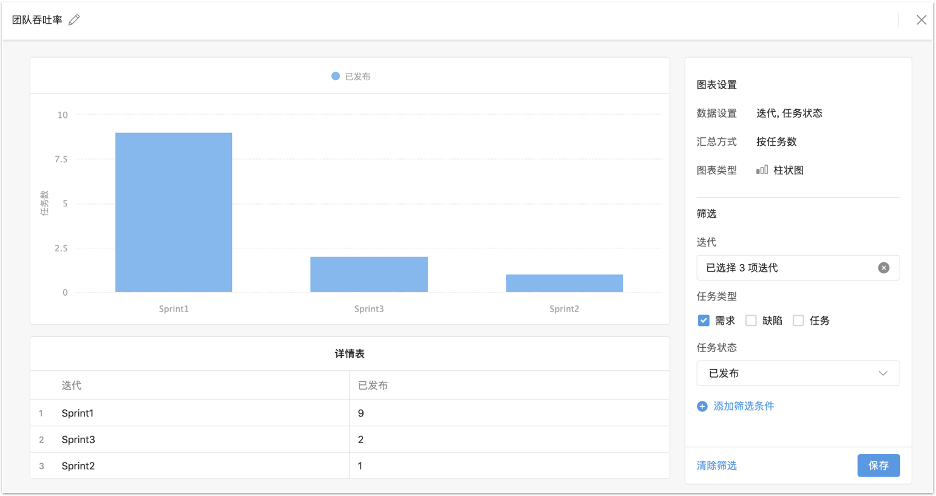 团队吞吐率
已发布
10
7.5
5
2.5
0
任务数
Sprint1
Sprint3
Sprint2
详情表
迭代 已发布
1 Sprint1 9
2 Sprint3 2
3 Sprint2 1
图表设置
数据设置 迭代, 任务状态
汇总方式 按任务数
图表类型 柱状图
筛选
迭代
已选择 3 项迭代
任务类型
需求 缺陷 任务
任务状态
已发布
添加筛选条件
清除筛选 保存